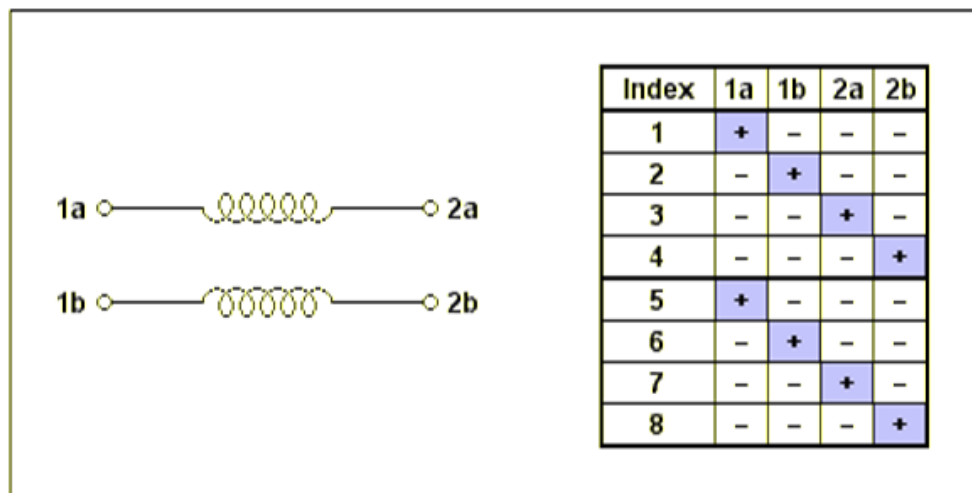 1a 2a
1b 2b
Index 1a 1b 2a 2b
1 + – – –
2 – + – –
3 – – + –
4 – – – +
5 + – – –
6 – + – –
7 – – + –
8 – – – +